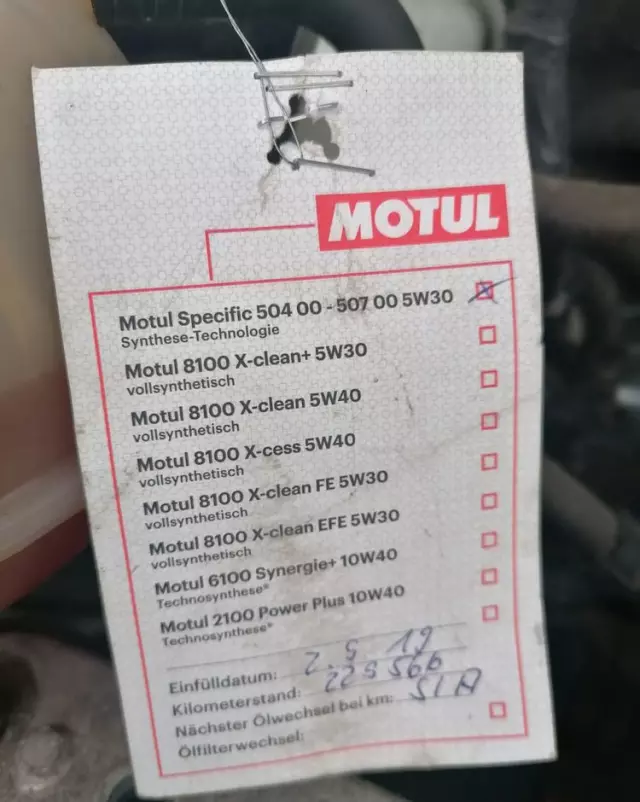 MOTUL
Motul Specific 504 00 - 507 00 5W30
Synthese-Technologie
Motul 8100 X-clean+ 5W30
vollsynthetisch
Motul 8100 X-clean 5W40
vollsynthetisch
Motul 8100 X-cess 5W40
vollsynthetisch
Motul 8100 X-clean FE 5W30
vollsynthetisch
Motul 8100 X-clean EFE 5W30
vollsynthetisch
Motul 6100 Synergie+ 10W40
Technosynthese®
Motul 2100 Power Plus 10W40
Technosynthese®
Einfülldatum: 2.9.19
Kilometerstand: 229566
Nächster Ölwechsel bei km: SIA
Ölfilterwechsel: